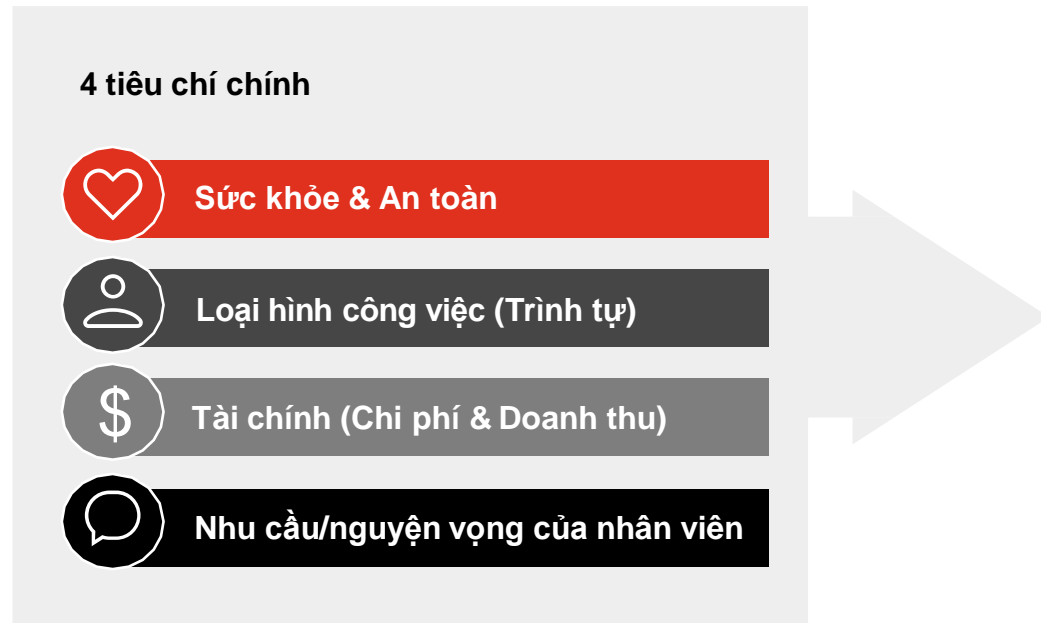 4 tiêu chí chính
Sức khỏe & An toàn
Loại hình công việc (Trình tự)
$
Tài chính (Chi phí & Doanh thu)
Nhu cầu/nguyện vọng của nhân viên